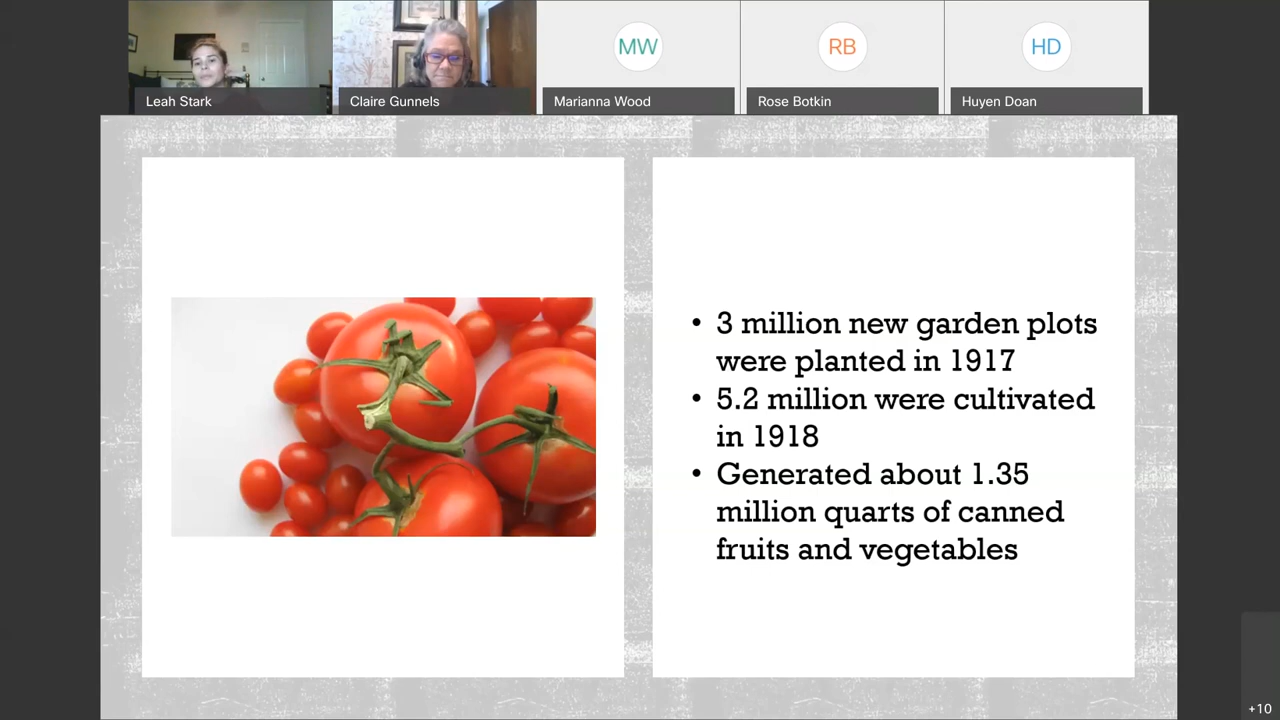 MW
RB
HD
Leah Stark
Claire Gunnels
Marianna Wood
Rose Botkin
Huyen Doan
• 3 million new garden plots
were planted in 1917
• 5.2 million were cultivated
in 1918
• Generated about 1.35
million quarts of canned
fruits and vegetables
+10